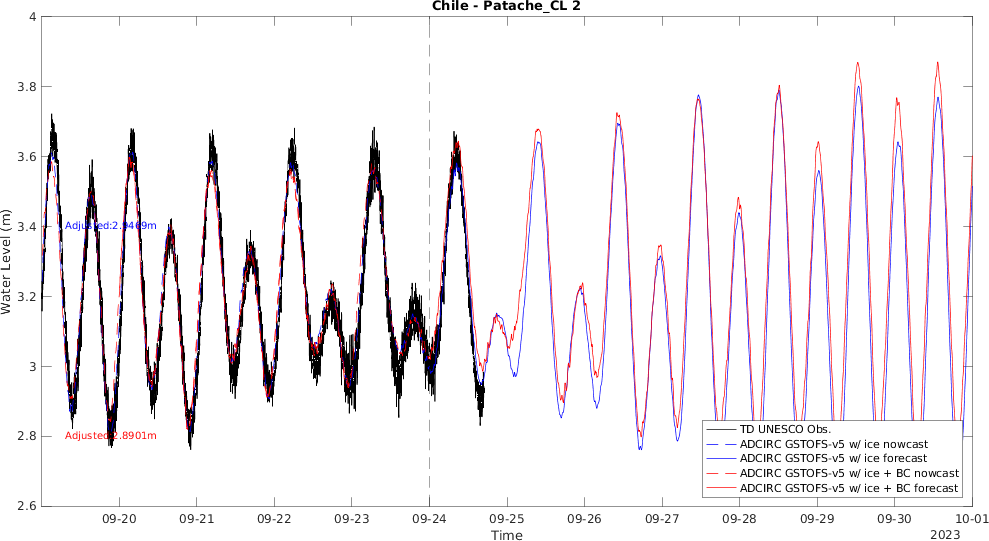 Chile - Patache_CL 2
Water Level (m)
4
3.8
3.6
3.4
3.2
3
2.8
2.6
Adjusted:2.9469m
Adjusted:2.8901m
TD UNESCO Obs.
ADCIRC GSTOFS-v5 w/ ice nowcast
ADCIRC GSTOFS-v5 w/ ice forecast
ADCIRC GSTOFS-v5 w/ ice + BC nowcast
ADCIRC GSTOFS-v5 w/ ice + BC forecast
09-20 09-21 09-22 09-23 09-24 09-25 09-26 09-27 09-28 09-29 09-30 10-01
Time
2023